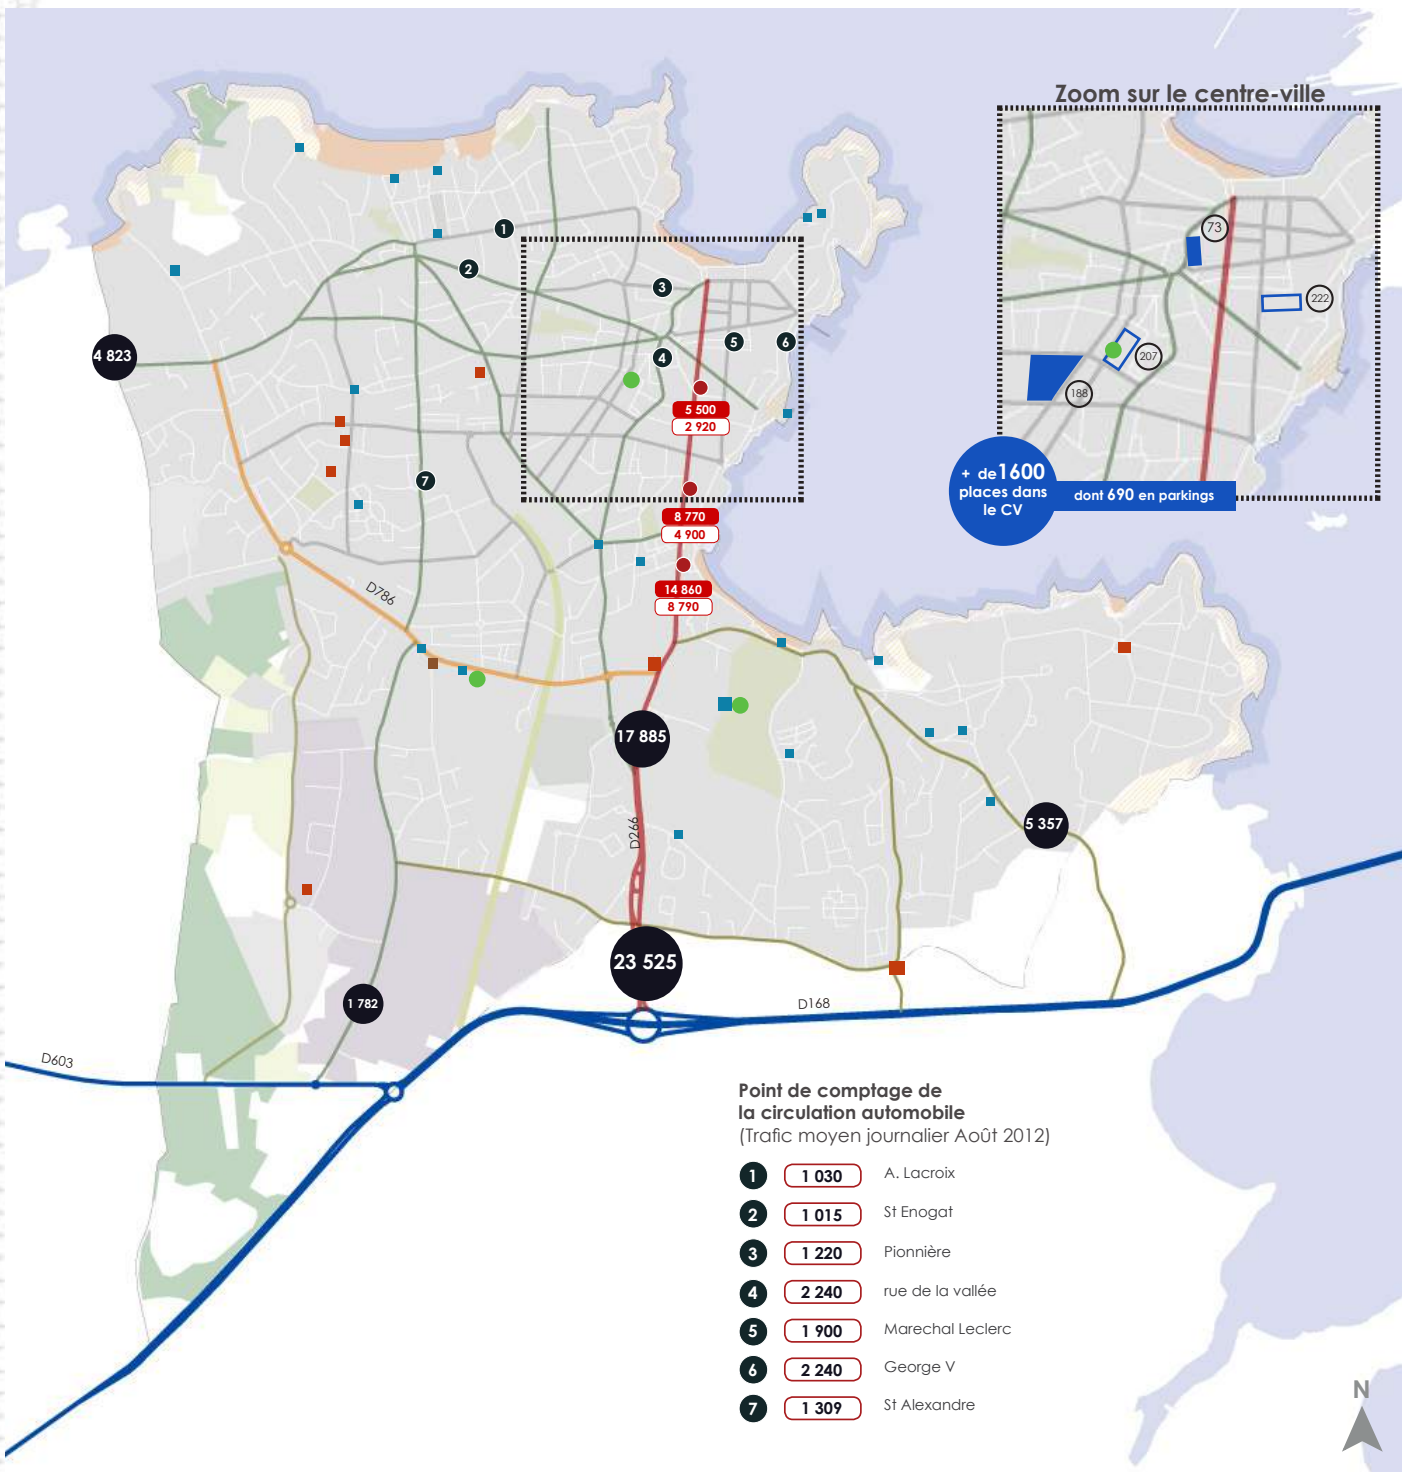 Zoom sur le centre-ville
73
222
207
188
+ de 1600
places dans
le CV
dont 690 en parkings
1
2
3
4 823
4
5
6
5 500
2 920
7
8 770
4 900
14 860
8 790
D786
17 885
D266
5 357
23 525
1 782
D168
D603
Point de comptage de
la circulation automobile
(Trafic moyen journalier Août 2012)
1 1 030 A. Lacroix
2 1 015 St Enogat
3 1 220 Pionnière
4 2 240 rue de la vallée
5 1 900 Marechal Leclerc
6 2 240 George V
7 1 309 St Alexandre
N